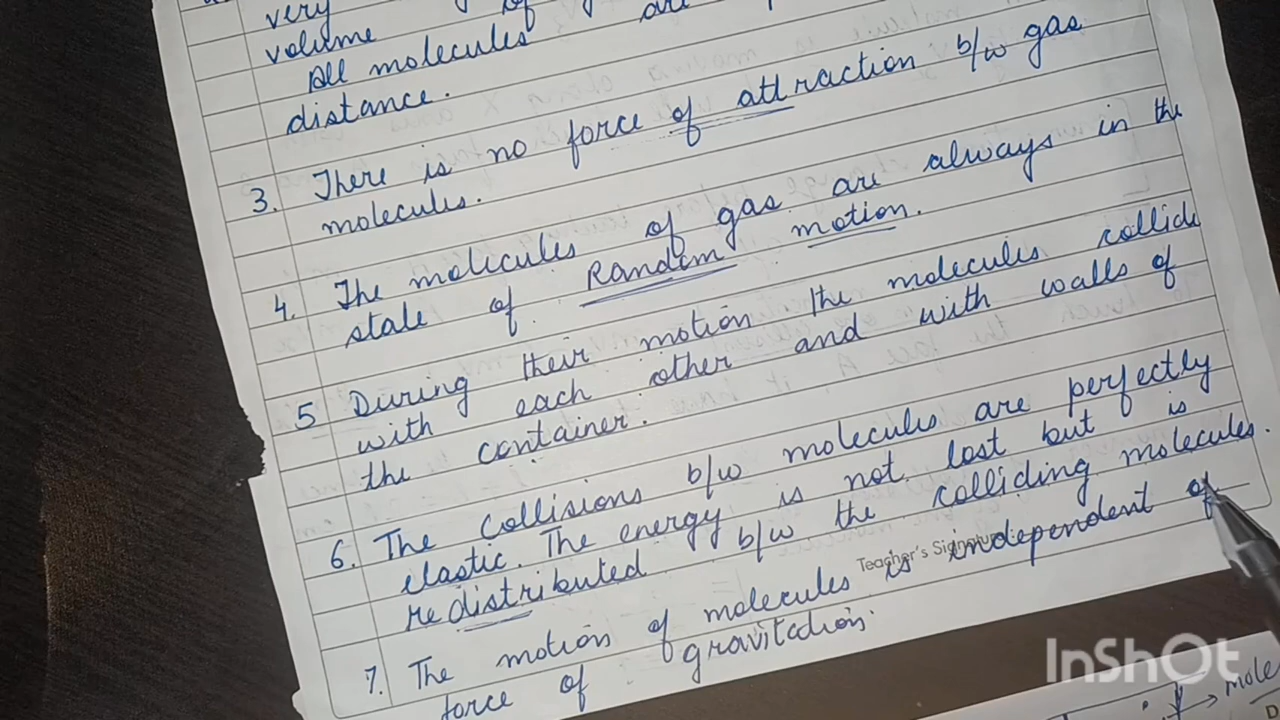 very of
volume are
All molecules
distance.
3. There is no force of attraction b/w gas
molecules.
4. The molecules of gas are always in the
state of Random motion.
5 During their motion the molecules collide
with each other and with walls of
the container.
6. The collisions b/w molecules are perfectly
elastic. The energy is not lost but is
redistributed b/w the colliding molecules.
Teacher's Signature
7. The motion of molecules is independent of
force of gravitation.
InShOt
mole